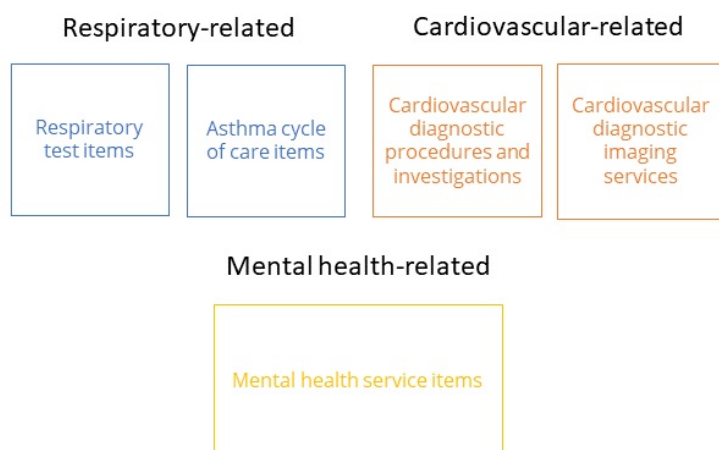 Respiratory-related
Cardiovascular-related
Respiratory
test items
Asthma cycle
of care items
Cardiovascular
diagnostic
procedures and
investigations
Cardiovascular
diagnostic
imaging
services
Mental health-related
Mental health service items